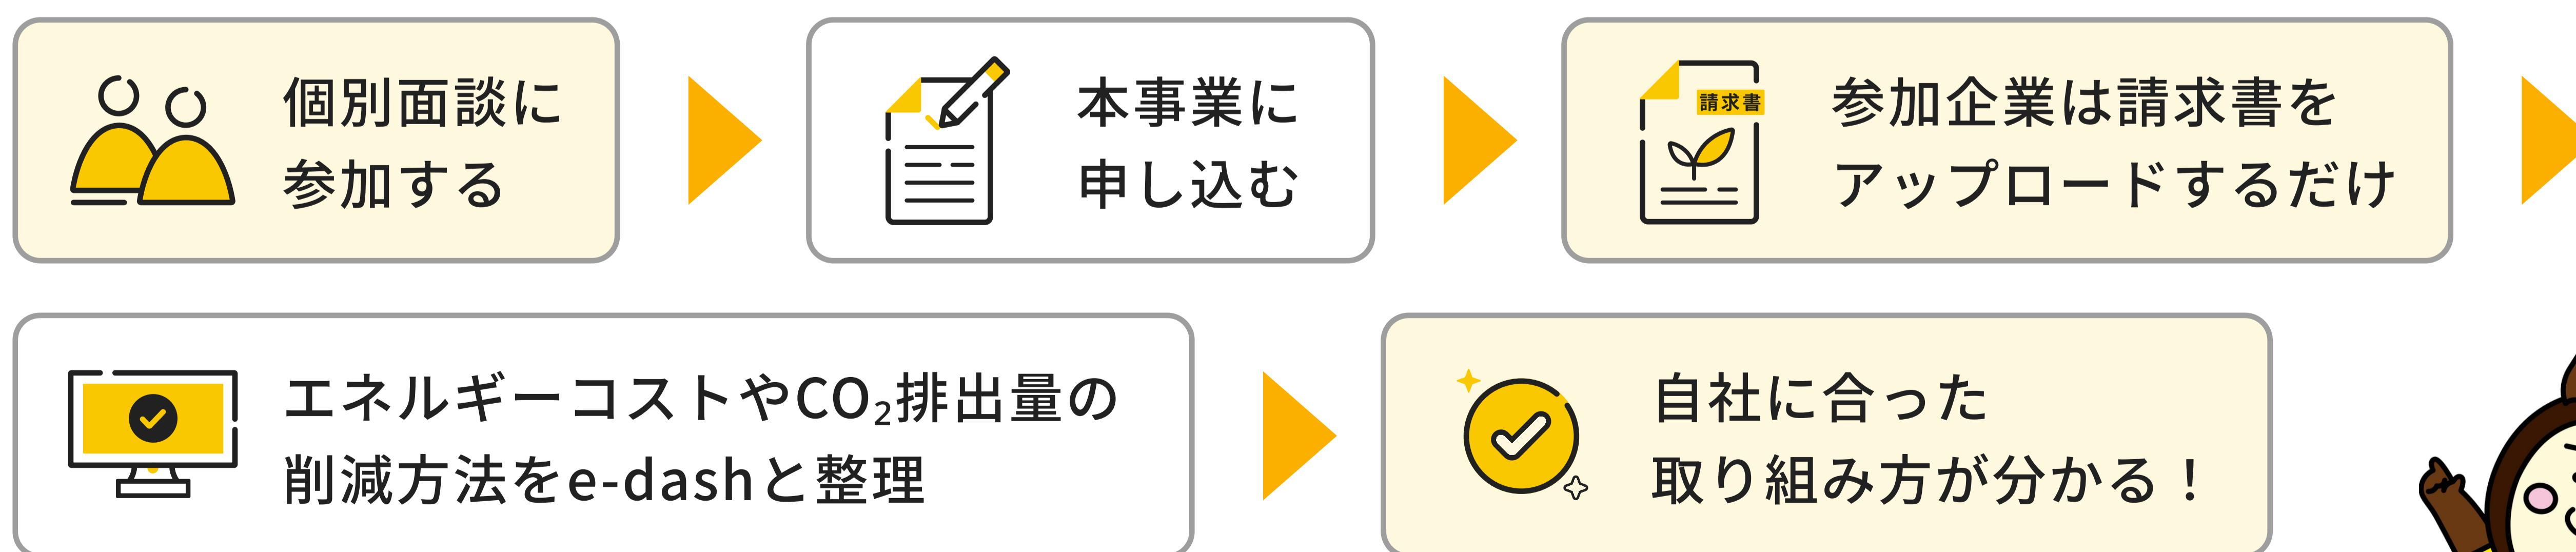 個別面談に
参加する
本事業に
申し込む
請求書
参加企業は請求書を
アップロードするだけ
エネルギーコストやCO₂排出量の
削減方法をe-dashと整理
自社に合った
取り組み方が分かる！